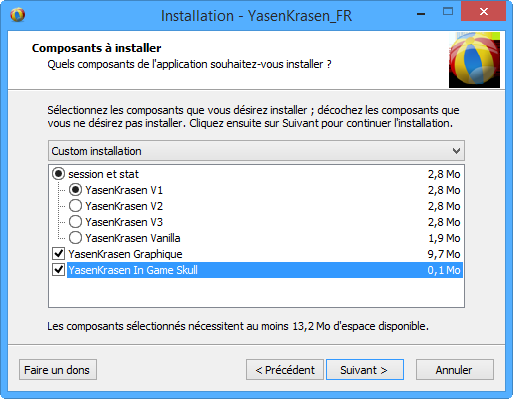 Installation - YasenKrasen_FR
Composants à installer
Quels composants de l'application souhaitez-vous installer ?
Sélectionnez les composants que vous désirez installer ; décochez les composants que
vous ne désirez pas installer. Cliquez ensuite sur Suivant pour continuer l'installation.
Custom installation
session et stat 2,8 Mo
YasenKrasen V1 2,8 Mo
YasenKrasen V2 2,8 Mo
YasenKrasen V3 2,8 Mo
YasenKrasen Vanilla 1,9 Mo
YasenKrasen Graphique 9,7 Mo
YasenKrasen In Game Skull 0,1 Mo
Les composants sélectionnés nécessitent au moins 13,2 Mo d'espace disponible.
Faire un dons < Précédent Suivant > Annuler